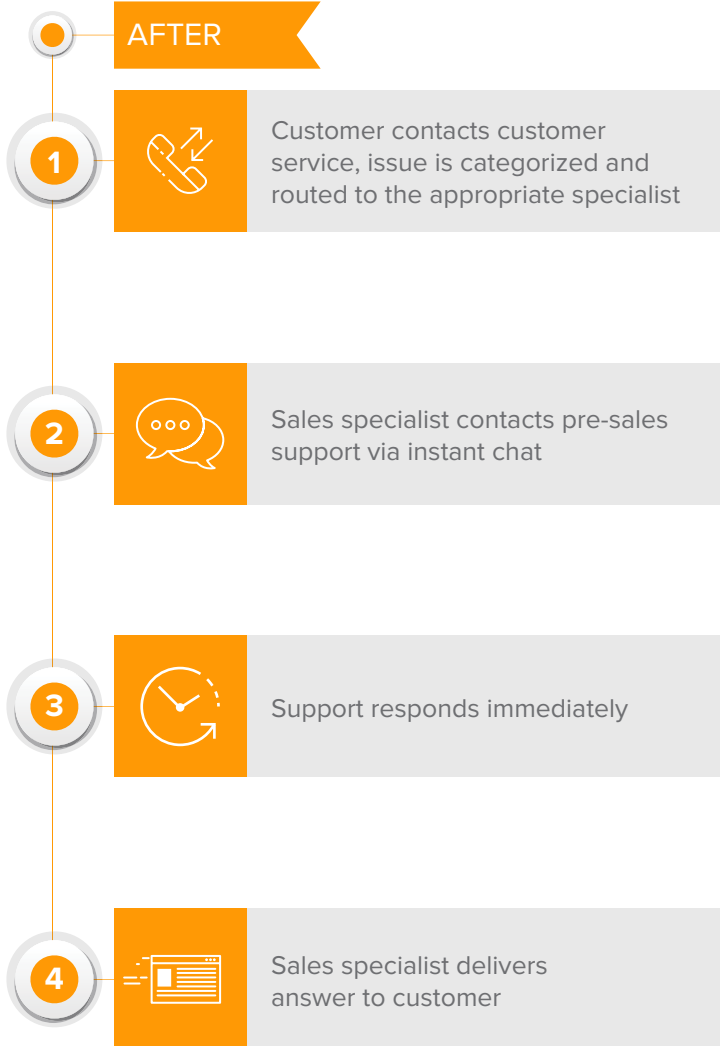 AFTER
1
Customer contacts customer
service, issue is categorized and
routed to the appropriate specialist
2
Sales specialist contacts pre-sales
support via instant chat
3
Support responds immediately
4
Sales specialist delivers
answer to customer